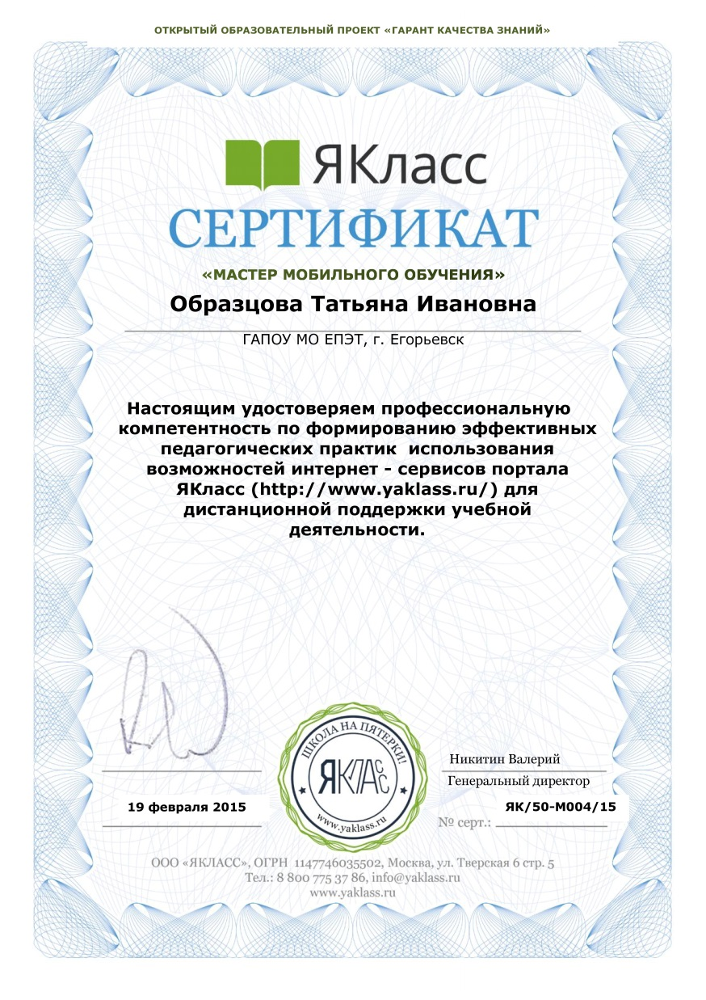 ОТКРЫТЫЙ ОБРАЗОВАТЕЛЬНЫЙ ПРОЕКТ «ГАРАНТ КАЧЕСТВА ЗНАНИЙ»
ЯКласс
СЕРТИФИКАТ
«МАСТЕР МОБИЛЬНОГО ОБУЧЕНИЯ»
Образцова Татьяна Ивановна
ГАПОУ МО ЕПЭТ, г. Егорьевск
Настоящим удостоверяем профессиональную
компетентность по формированию эффективных
педагогических практик использования
возможностей интернет - сервисов портала
ЯКласс (http://www.yaklass.ru/) для
дистанционной поддержки учебной
деятельности.
ШКОЛА НА ПЯТЕРКИ!
ЯКЛАСС
www.yaklass.ru
Никитин Валерий
Генеральный директор
19 февраля 2015
ЯК/50-М004/15
№ серт.:
ООО «ЯКЛАСС», ОГРН 1147746035502, Москва, ул. Тверская 6 стр. 5
Тел.: 8 800 775 37 86, info@yaklass.ru
www.yaklass.ru